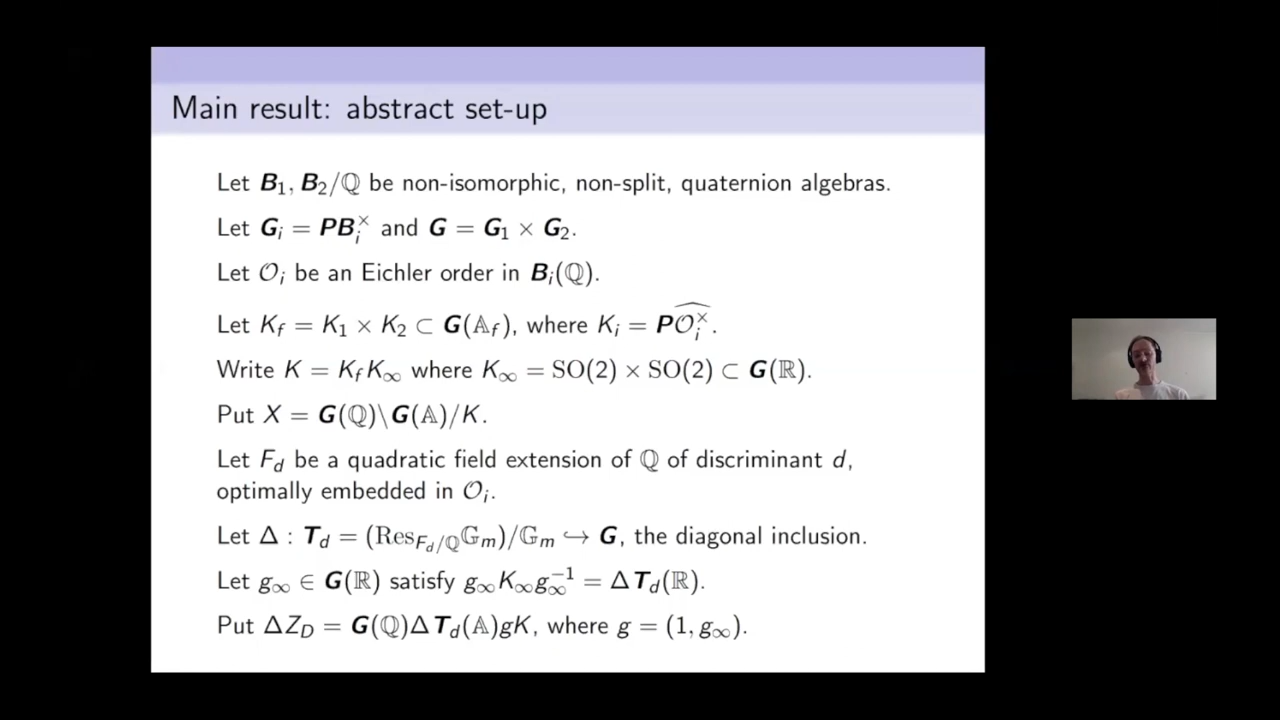 Main result: abstract set-up
Let B₁, B₂/ℚ be non-isomorphic, non-split, quaternion algebras.
Let Gᵢ = PBᵢ^× and G = G₁ × G₂.
Let 𝒪ᵢ be an Eichler order in Bᵢ(ℚ).
Let K_f = K₁ × K₂ ⊂ G(𝔸_f), where Kᵢ = P\widehat{𝒪ᵢ^×}.
Write K = K_f K_∞ where K_∞ = SO(2) × SO(2) ⊂ G(ℝ).
Put X = G(ℚ)\G(𝔸)/K.
Let F_d be a quadratic field extension of ℚ of discriminant d,
optimally embedded in 𝒪ᵢ.
Let Δ : T_d = (Res_{F_d/ℚ}𝔾_m)/𝔾_m ↪ G, the diagonal inclusion.
Let g_∞ ∈ G(ℝ) satisfy g_∞K_∞g_∞^{-1} = ΔT_d(ℝ).
Put ΔZ_D = G(ℚ)ΔT_d(𝔸)gK, where g = (1, g_∞).